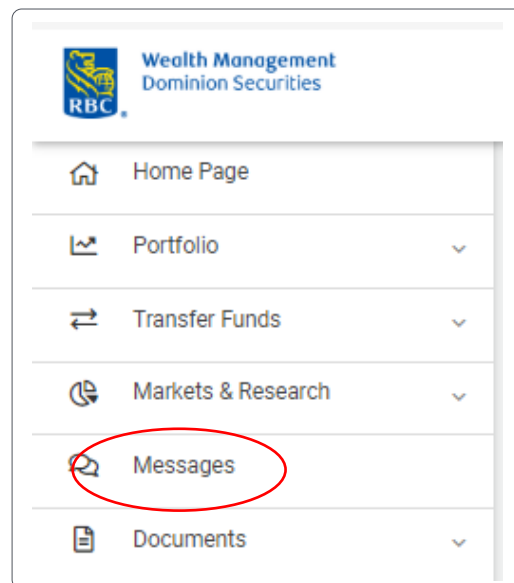 Wealth Management
Dominion Securities
RBC
Home Page
Portfolio
Transfer Funds
Markets & Research
Messages
Documents